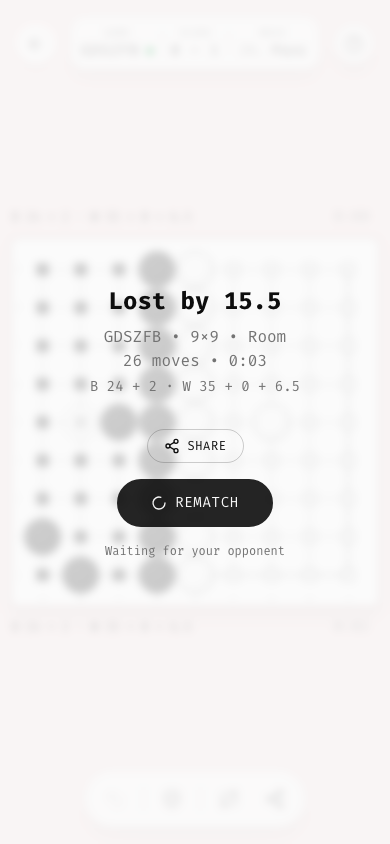 Lost by 15.5
GDSZFB • 9×9 • Room
26 moves • 0:03
B 24 + 2 · W 35 + 0 + 6.5
SHARE
REMATCH
Waiting for your opponent